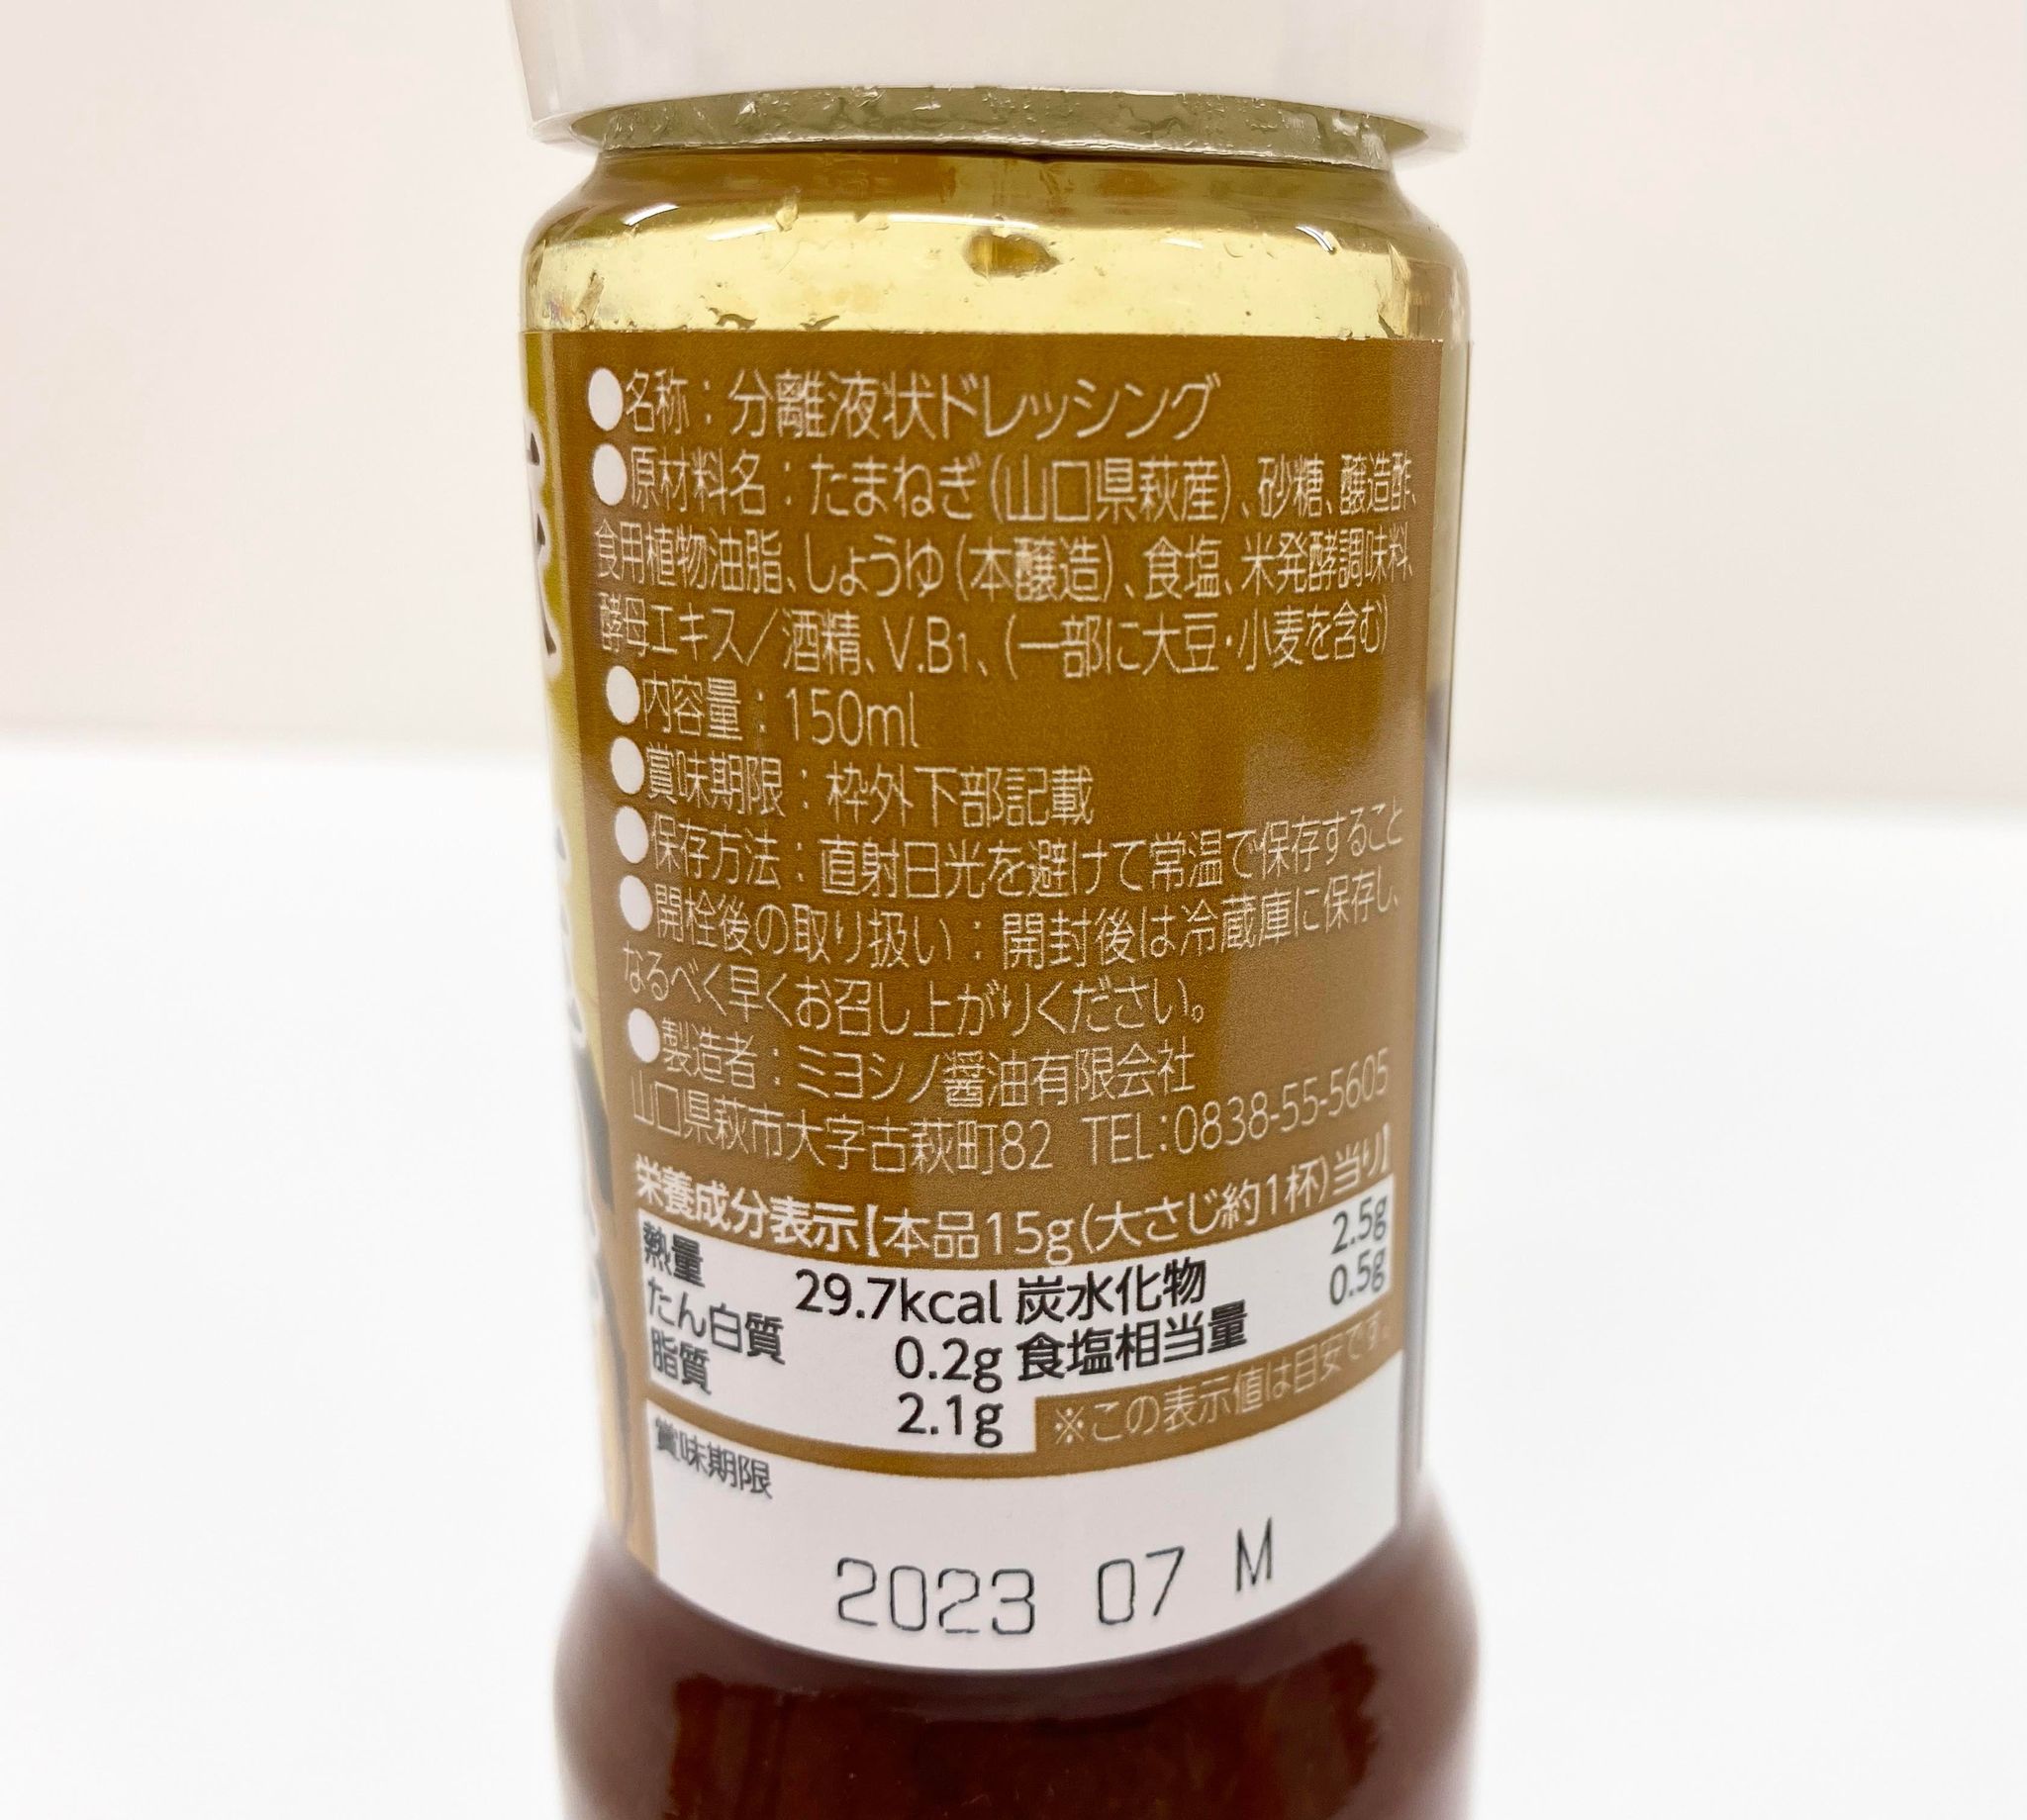 ●名称：分離液状ドレッシング
●原材料名：たまねぎ(山口県萩産)、砂糖、醸造酢、
食用植物油脂、しょうゆ(本醸造)、食塩、米発酵調味料、
酵母エキス／酒精、V.B1、(一部に大豆・小麦を含む)
●内容量：150ml
●賞味期限：枠外下部記載
●保存方法：直射日光を避けて常温で保存すること
●開栓後の取り扱い：開封後は冷蔵庫に保存し、
なるべく早くお召し上がりください。
●製造者：ミヨシノ醤油有限会社
山口県萩市大字古萩町82 TEL：0838-55-5605
栄養成分表示【本品15g(大さじ約1杯)当り】
熱量 29.7kcal 炭水化物 2.5g
たん白質 0.2g 食塩相当量 0.5g
脂質 2.1g ※この表示値は目安です。
賞味期限
2023 07 M